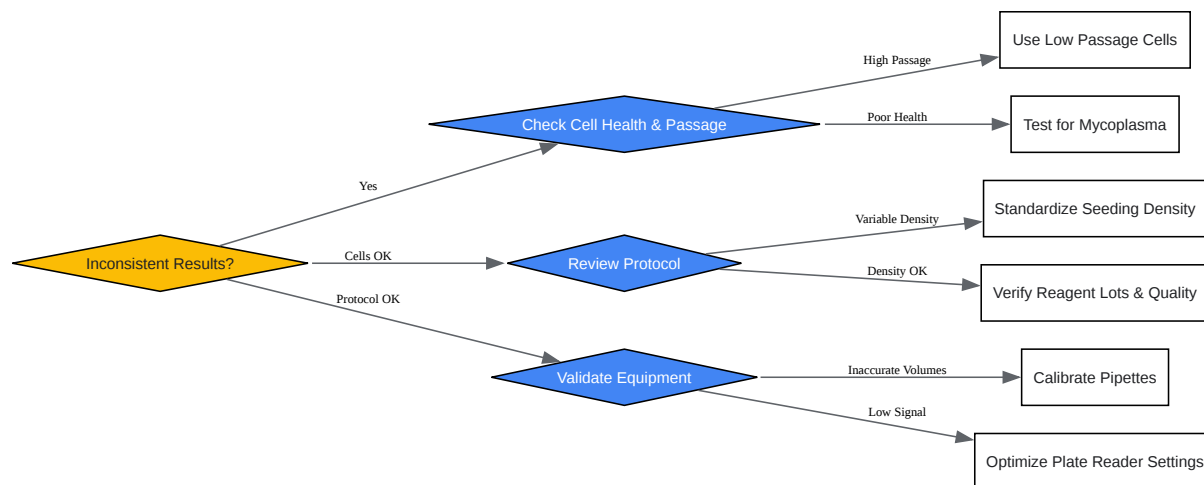 Use Low Passage Cells
High Passage
Check Cell Health & Passage
Poor Health
Test for Mycoplasma
Yes
Standardize Seeding Density
Variable Density
Inconsistent Results?
Cells OK
Review Protocol
Density OK
Verify Reagent Lots & Quality
Protocol OK
Validate Equipment
Inaccurate Volumes
Calibrate Pipettes
Low Signal
Optimize Plate Reader Settings